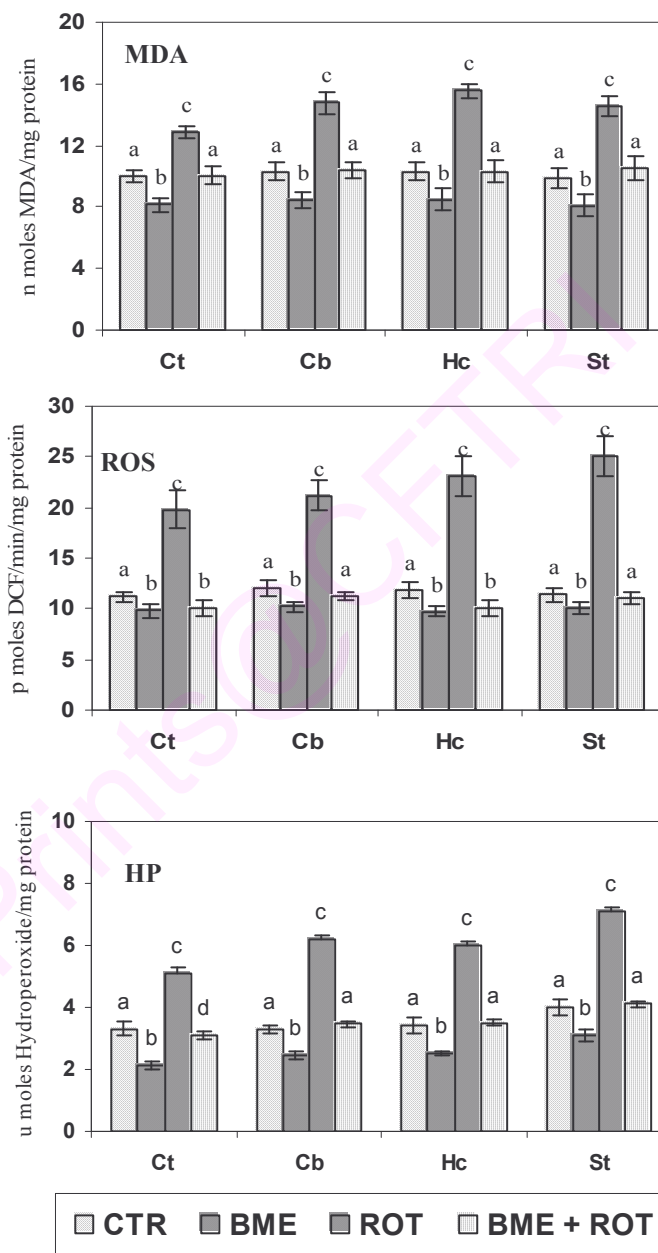 MDA
n moles MDA/mg protein
20
16
12
8
4
0
a b c a a b c a a b c a a b c a
Ct Cb Hc St
ROS
p moles DCF/min/mg protein
30
25
20
15
10
5
0
a b c b a b c a a b c b a b c a
Ct Cb Hc St
HP
u moles Hydroperoxide/mg protein
10
8
6
4
2
0
a b c d a b c a a b c a a b c a
Ct Cb Hc St
CTR BME ROT BME + ROT
Prints@CFTRI